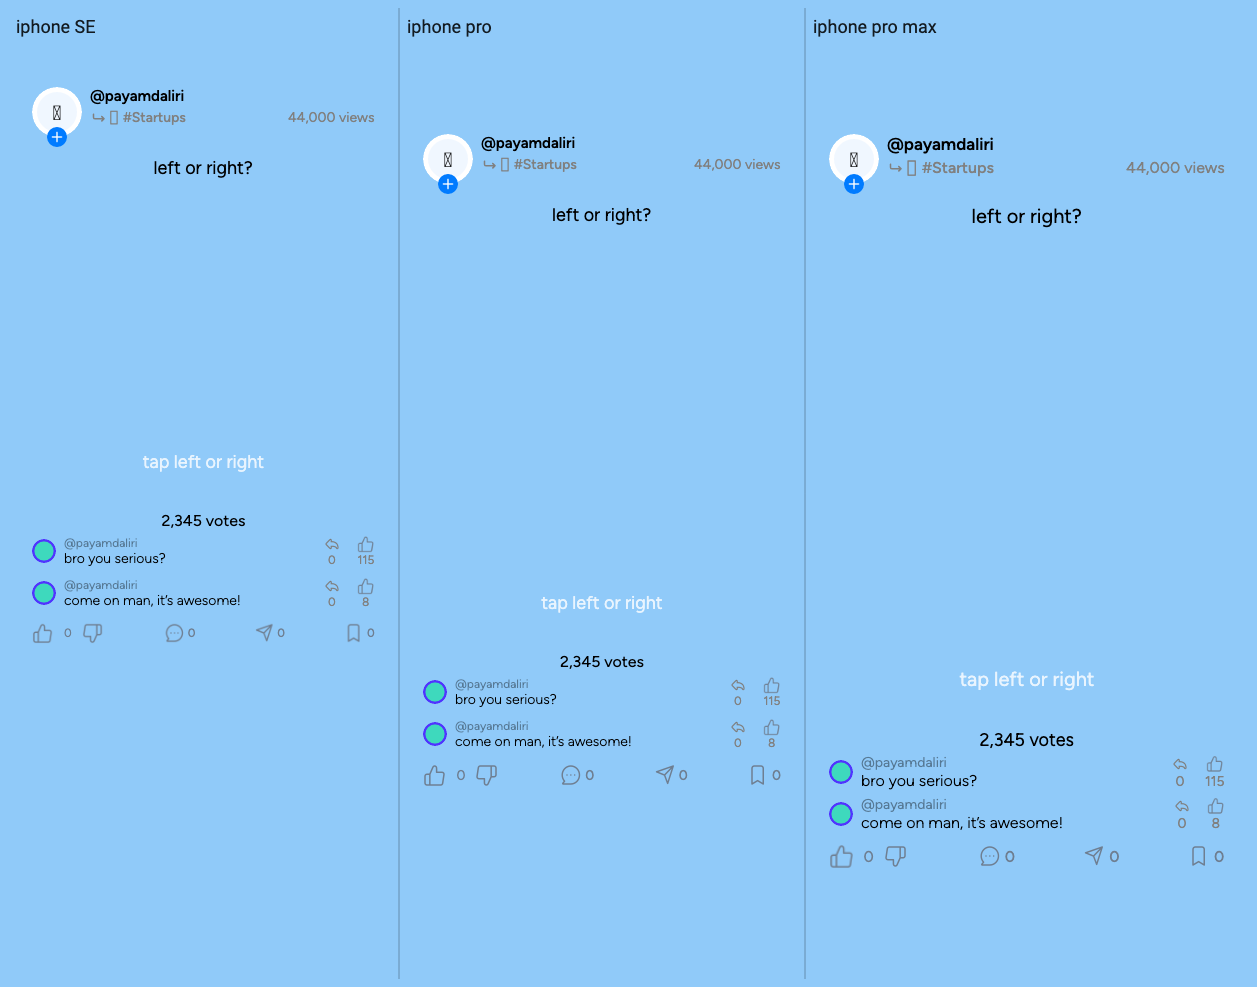 iphone SE
@payamdaliri
#Startups
44,000 views
left or right?
tap left or right
2,345 votes
@payamdaliri
bro you serious?
0
115
@payamdaliri
come on man, it's awesome!
0
8
0
0
0
0
iphone pro
@payamdaliri
#Startups
44,000 views
left or right?
tap left or right
2,345 votes
@payamdaliri
bro you serious?
0
115
@payamdaliri
come on man, it's awesome!
0
8
0
0
0
0
iphone pro max
@payamdaliri
#Startups
44,000 views
left or right?
tap left or right
2,345 votes
@payamdaliri
bro you serious?
0
115
@payamdaliri
come on man, it's awesome!
0
8
0
0
0
0